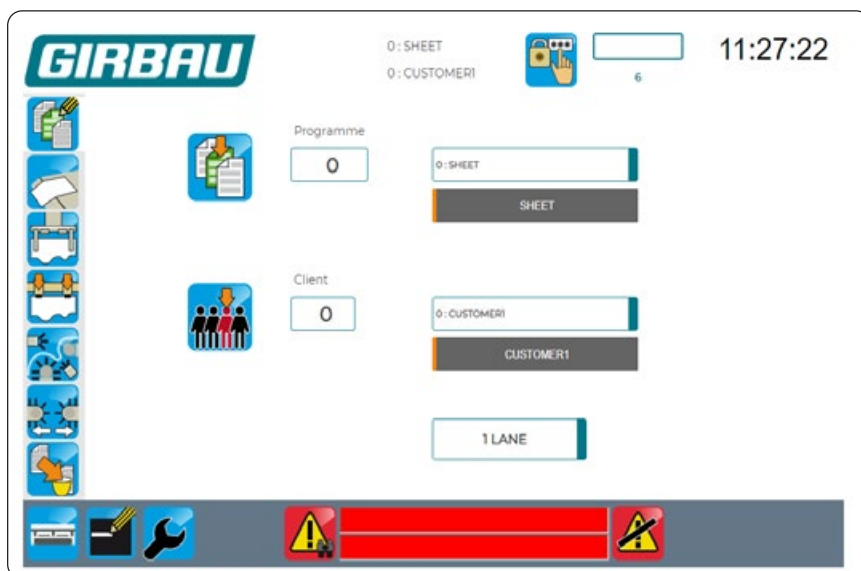 GIRBAU
0 : SHEET
0 : CUSTOMER1
6
11:27:22
Programme
0
0 : SHEET
SHEET
Client
0
0 : CUSTOMER1
CUSTOMER1
1 LANE